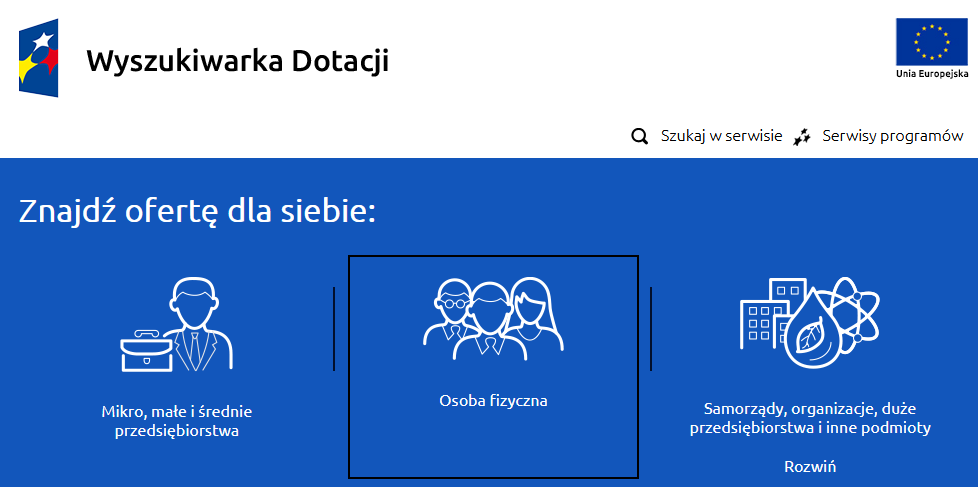 Wyszukiwarka Dotacji
Unia Europejska
Szukaj w serwisie
Serwisy programów
Znajdź ofertę dla siebie:
Mikro, małe i średnie
przedsiębiorstwa
Osoba fizyczna
Samorządy, organizacje, duże
przedsiębiorstwa i inne podmioty
Rozwiń